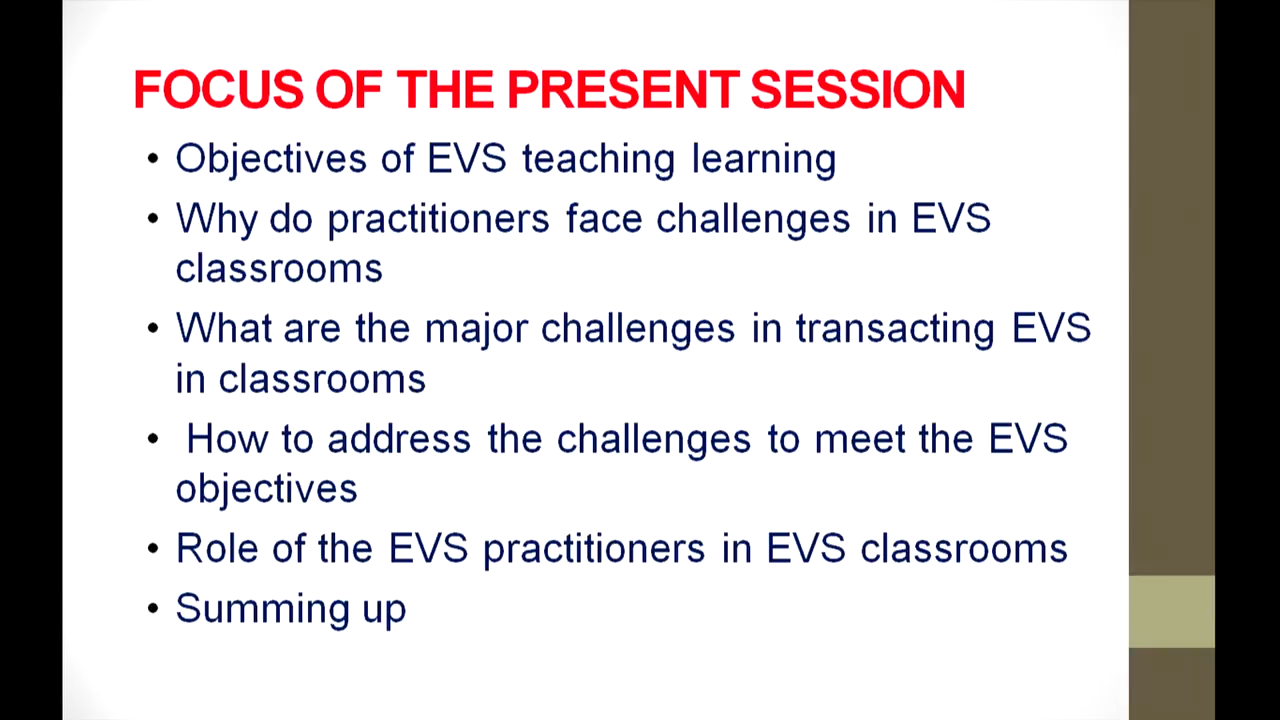 FOCUS OF THE PRESENT SESSION
• Objectives of EVS teaching learning
• Why do practitioners face challenges in EVS
classrooms
• What are the major challenges in transacting EVS
in classrooms
• How to address the challenges to meet the EVS
objectives
• Role of the EVS practitioners in EVS classrooms
• Summing up